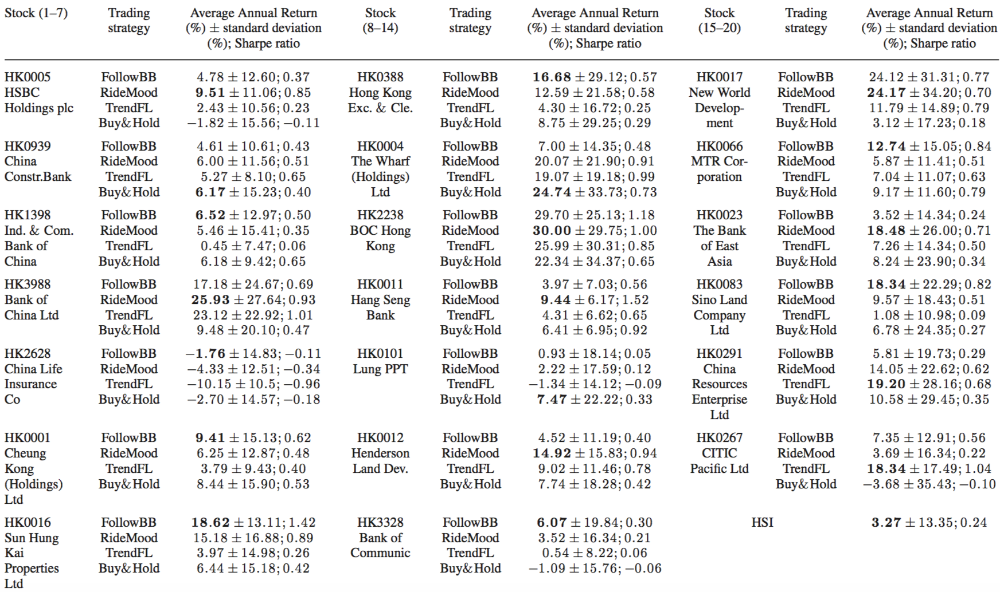 Stock (1–7) Trading Average Annual Return Stock Trading Average Annual Return Stock Trading Average Annual Return
strategy (%) ± standard deviation (8–14) strategy (%) ± standard deviation (15–20) strategy (%) ± standard deviation
(%); Sharpe ratio (%); Sharpe ratio (%); Sharpe ratio
HK0005 FollowBB 4.78 ± 12.60; 0.37 HK0388 FollowBB 16.68 ± 29.12; 0.57 HK0017 FollowBB 24.12 ± 31.31; 0.77
HSBC RideMood 9.51 ± 11.06; 0.85 Hong Kong RideMood 12.59 ± 21.58; 0.58 New World RideMood 24.17 ± 34.20; 0.70
Holdings plc TrendFL 2.43 ± 10.56; 0.23 Exc. & Cle. TrendFL 4.30 ± 16.72; 0.25 Develop- TrendFL 11.79 ± 14.89; 0.79
Buy&Hold −1.82 ± 15.56; −0.11 Buy&Hold 8.75 ± 29.25; 0.29 ment Buy&Hold 3.12 ± 17.23; 0.18
HK0939 FollowBB 4.61 ± 10.61; 0.43 HK0004 FollowBB 7.00 ± 14.35; 0.48 HK0066 FollowBB 12.74 ± 15.05; 0.84
China RideMood 6.00 ± 11.56; 0.51 The Wharf RideMood 20.07 ± 21.90; 0.91 MTR Cor- RideMood 5.87 ± 11.41; 0.51
Constr.Bank TrendFL 5.27 ± 8.10; 0.65 (Holdings) TrendFL 19.07 ± 19.18; 0.99 poration TrendFL 7.04 ± 11.07; 0.63
Buy&Hold 6.17 ± 15.23; 0.40 Ltd Buy&Hold 24.74 ± 33.73; 0.73 Buy&Hold 9.17 ± 11.60; 0.79
HK1398 FollowBB 6.52 ± 12.97; 0.50 HK2238 FollowBB 29.70 ± 25.13; 1.18 HK0023 FollowBB 3.52 ± 14.34; 0.24
Ind. & Com. RideMood 5.46 ± 15.41; 0.35 BOC Hong RideMood 30.00 ± 29.75; 1.00 The Bank RideMood 18.48 ± 26.00; 0.71
Bank of TrendFL 0.45 ± 7.47; 0.06 Kong TrendFL 25.99 ± 30.31; 0.85 of East TrendFL 7.26 ± 14.34; 0.50
China Buy&Hold 6.18 ± 9.42; 0.65 Buy&Hold 22.34 ± 34.37; 0.65 Asia Buy&Hold 8.24 ± 23.90; 0.34
HK3988 FollowBB 17.18 ± 24.67; 0.69 HK0011 FollowBB 3.97 ± 7.03; 0.56 HK0083 FollowBB 18.34 ± 22.29; 0.82
Bank of RideMood 25.93 ± 27.64; 0.93 Hang Seng RideMood 9.44 ± 6.17; 1.52 Sino Land RideMood 9.57 ± 18.43; 0.51
China Ltd TrendFL 23.12 ± 22.92; 1.01 Bank TrendFL 4.31 ± 6.62; 0.65 Company TrendFL 1.08 ± 10.98; 0.09
Buy&Hold 9.48 ± 20.10; 0.47 Buy&Hold 6.41 ± 6.95; 0.92 Ltd Buy&Hold 6.78 ± 24.35; 0.27
HK2628 FollowBB −1.76 ± 14.83; −0.11 HK0101 FollowBB 0.93 ± 18.14; 0.05 HK0291 FollowBB 5.81 ± 19.73; 0.29
China Life RideMood −4.33 ± 12.51; −0.34 Lung PPT RideMood 2.22 ± 17.59; 0.12 China RideMood 14.05 ± 22.62; 0.62
Insurance TrendFL −10.15 ± 10.5; −0.96 TrendFL −1.34 ± 14.12; −0.09 Resources TrendFL 19.20 ± 28.16; 0.68
Co Buy&Hold −2.70 ± 14.57; −0.18 Buy&Hold 7.47 ± 22.22; 0.33 Enterprise Buy&Hold 10.58 ± 29.45; 0.35
Ltd
HK0001 FollowBB 9.41 ± 15.13; 0.62 HK0012 FollowBB 4.52 ± 11.19; 0.40 HK0267 FollowBB 7.35 ± 12.91; 0.56
Cheung RideMood 6.25 ± 12.87; 0.48 Henderson RideMood 14.92 ± 15.83; 0.94 CITIC RideMood 3.69 ± 16.34; 0.22
Kong TrendFL 3.79 ± 9.43; 0.40 Land Dev. TrendFL 9.02 ± 11.46; 0.78 Pacific Ltd TrendFL 18.34 ± 17.49; 1.04
(Holdings) Buy&Hold 8.44 ± 15.90; 0.53 Buy&Hold 7.74 ± 18.28; 0.42 Buy&Hold −3.68 ± 35.43; −0.10
Ltd
HK0016 FollowBB 18.62 ± 13.11; 1.42 HK3328 FollowBB 6.07 ± 19.84; 0.30 HSI 3.27 ± 13.35; 0.24
Sun Hung RideMood 15.18 ± 16.88; 0.89 Bank of RideMood 3.52 ± 16.34; 0.21
Kai TrendFL 3.97 ± 14.98; 0.26 Communic TrendFL 0.54 ± 8.22; 0.06
Properties Buy&Hold 6.44 ± 15.18; 0.42 Buy&Hold −1.09 ± 15.76; −0.06
Ltd